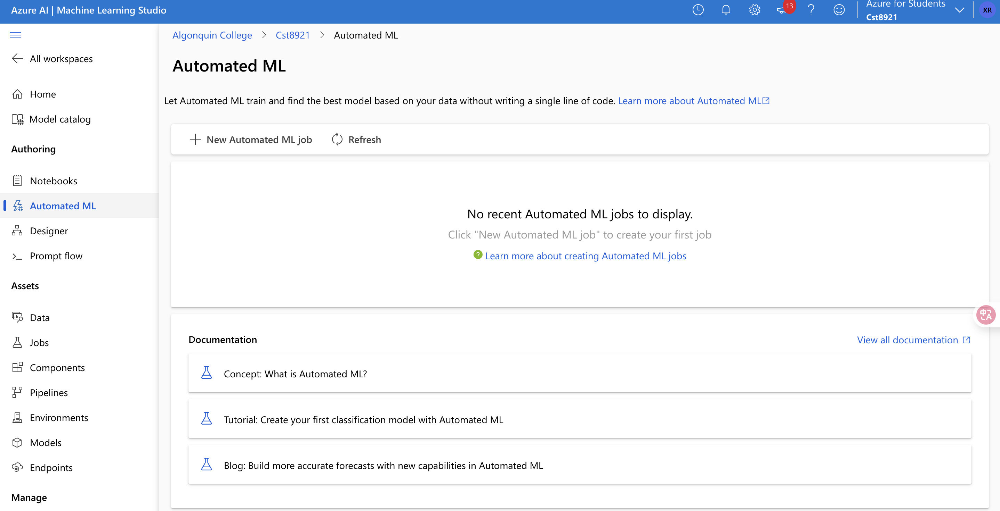 Azure AI | Machine Learning Studio
13
Azure for Students
Cst8921
XR
All workspaces
Home
Model catalog
Authoring
Notebooks
Automated ML
Designer
Prompt flow
Assets
Data
Jobs
Components
Pipelines
Environments
Models
Endpoints
Manage
Algonquin College > Cst8921 > Automated ML
Automated ML
Let Automated ML train and find the best model based on your data without writing a single line of code. Learn more about Automated ML
New Automated ML job Refresh
No recent Automated ML jobs to display.
Click "New Automated ML job" to create your first job
? Learn more about creating Automated ML jobs
中A
Documentation
View all documentation
Concept: What is Automated ML?
Tutorial: Create your first classification model with Automated ML
Blog: Build more accurate forecasts with new capabilities in Automated ML